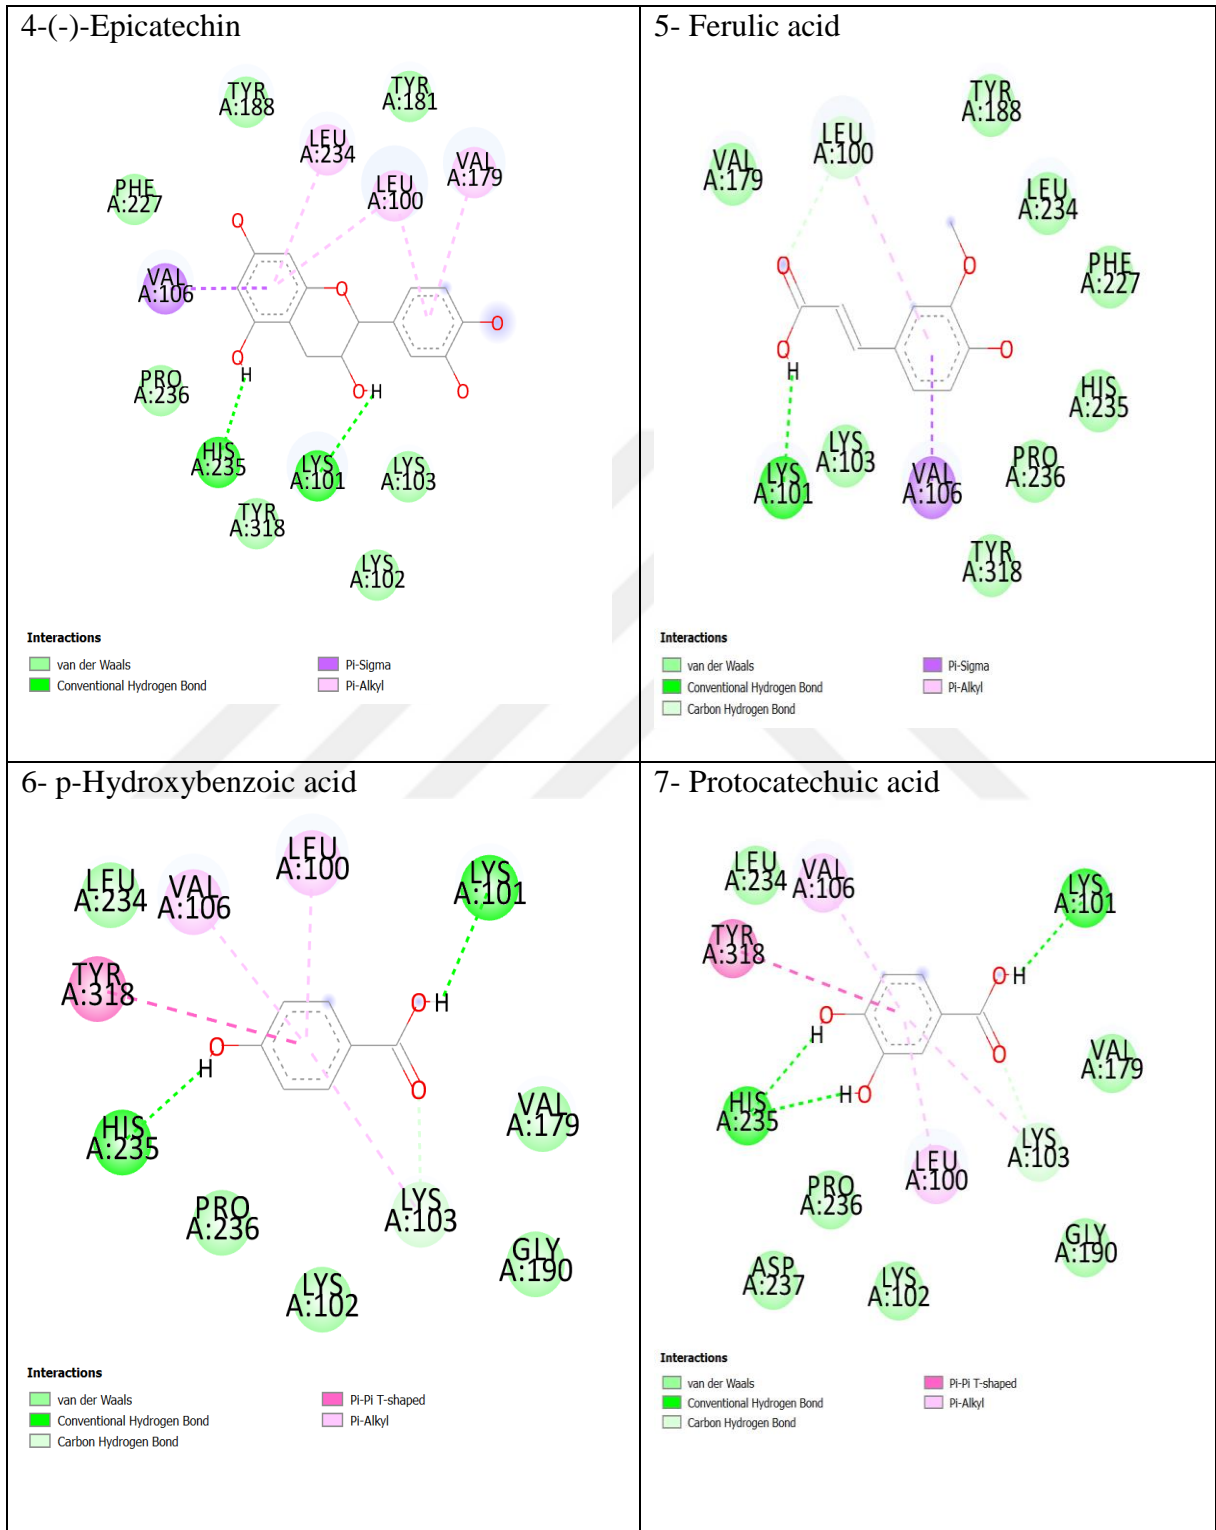 4-(-)-Epicatechin
TYR
A:188
TYR
A:181
LEU
A:234
VAL
A:179
LEU
A:100
PHE
A:227
O
VAL
A:106
O
O
O
H
O
H
O
PRO
A:236
HIS
A:235
LYS
A:101
LYS
A:103
TYR
A:318
LYS
A:102
Interactions
van der Waals
Conventional Hydrogen Bond
Pi-Sigma
Pi-Alkyl
5- Ferulic acid
TYR
A:188
LEU
A:100
VAL
A:179
LEU
A:234
PHE
A:227
O
O
O
O
H
HIS
A:235
LYS
A:103
PRO
A:236
LYS
A:101
VAL
A:106
TYR
A:318
Interactions
van der Waals
Conventional Hydrogen Bond
Carbon Hydrogen Bond
Pi-Sigma
Pi-Alkyl
6- p-Hydroxybenzoic acid
LEU
A:100
LEU
A:234
VAL
A:106
LYS
A:101
TYR
A:318
O
H
O
H
O
VAL
A:179
HIS
A:235
PRO
A:236
LYS
A:103
GLY
A:190
LYS
A:102
Interactions
van der Waals
Conventional Hydrogen Bond
Carbon Hydrogen Bond
Pi-Pi T-shaped
Pi-Alkyl
7- Protocatechuic acid
LEU
A:234
VAL
A:106
LYS
A:101
TYR
A:318
O
H
O
H
O
H
O
VAL
A:179
HIS
A:235
LYS
A:103
LEU
A:100
PRO
A:236
GLY
A:190
ASP
A:237
LYS
A:102
Interactions
van der Waals
Conventional Hydrogen Bond
Carbon Hydrogen Bond
Pi-Pi T-shaped
Pi-Alkyl